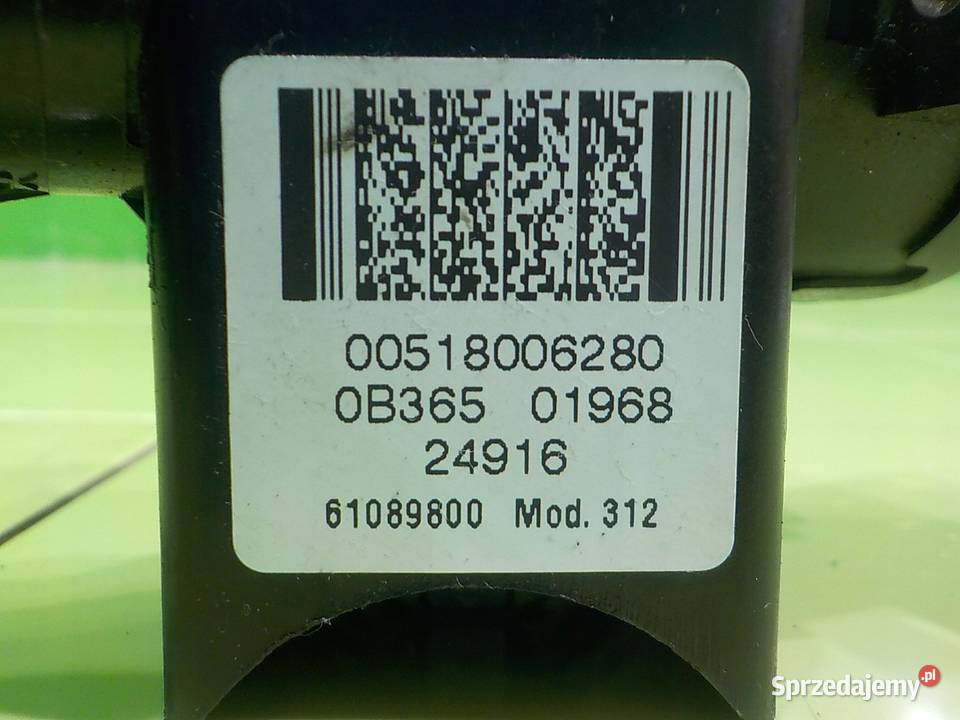 00518006280
0B365 01968
24916
61089800 Mod. 312
Sprzedajemy.pl